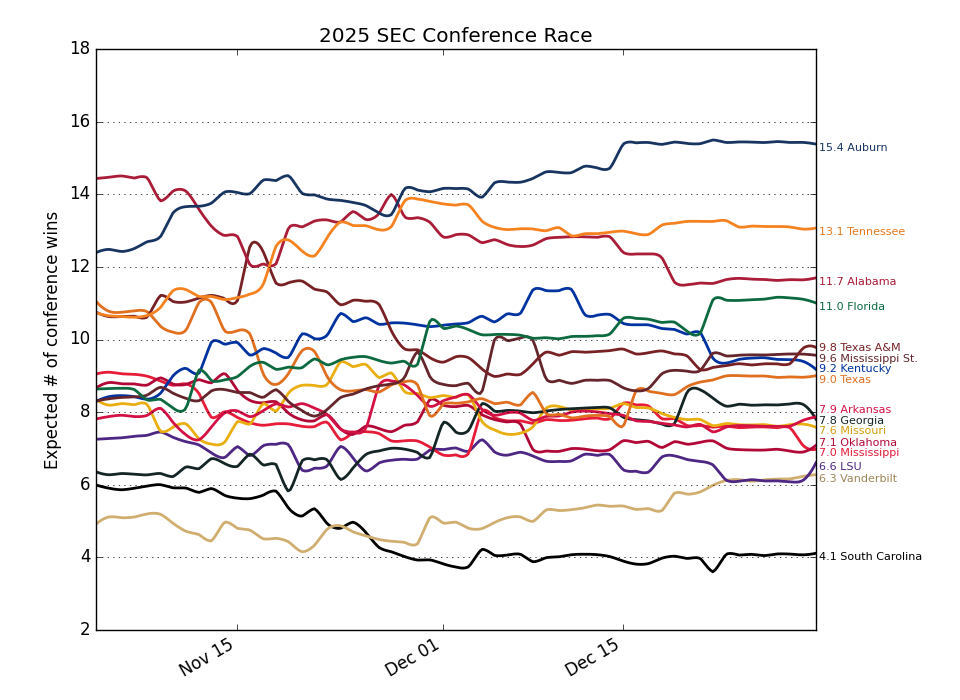 2025 SEC Conference Race
Expected # of conference wins
18
16
14
12
10
8
6
4
2
Nov 15
Dec 01
Dec 15
15.4 Auburn
13.1 Tennessee
11.7 Alabama
11.0 Florida
9.8 Texas A&M
9.6 Mississippi St.
9.2 Kentucky
9.0 Texas
7.9 Arkansas
7.8 Georgia
7.6 Missouri
7.1 Oklahoma
7.0 Mississippi
6.6 LSU
6.3 Vanderbilt
4.1 South Carolina